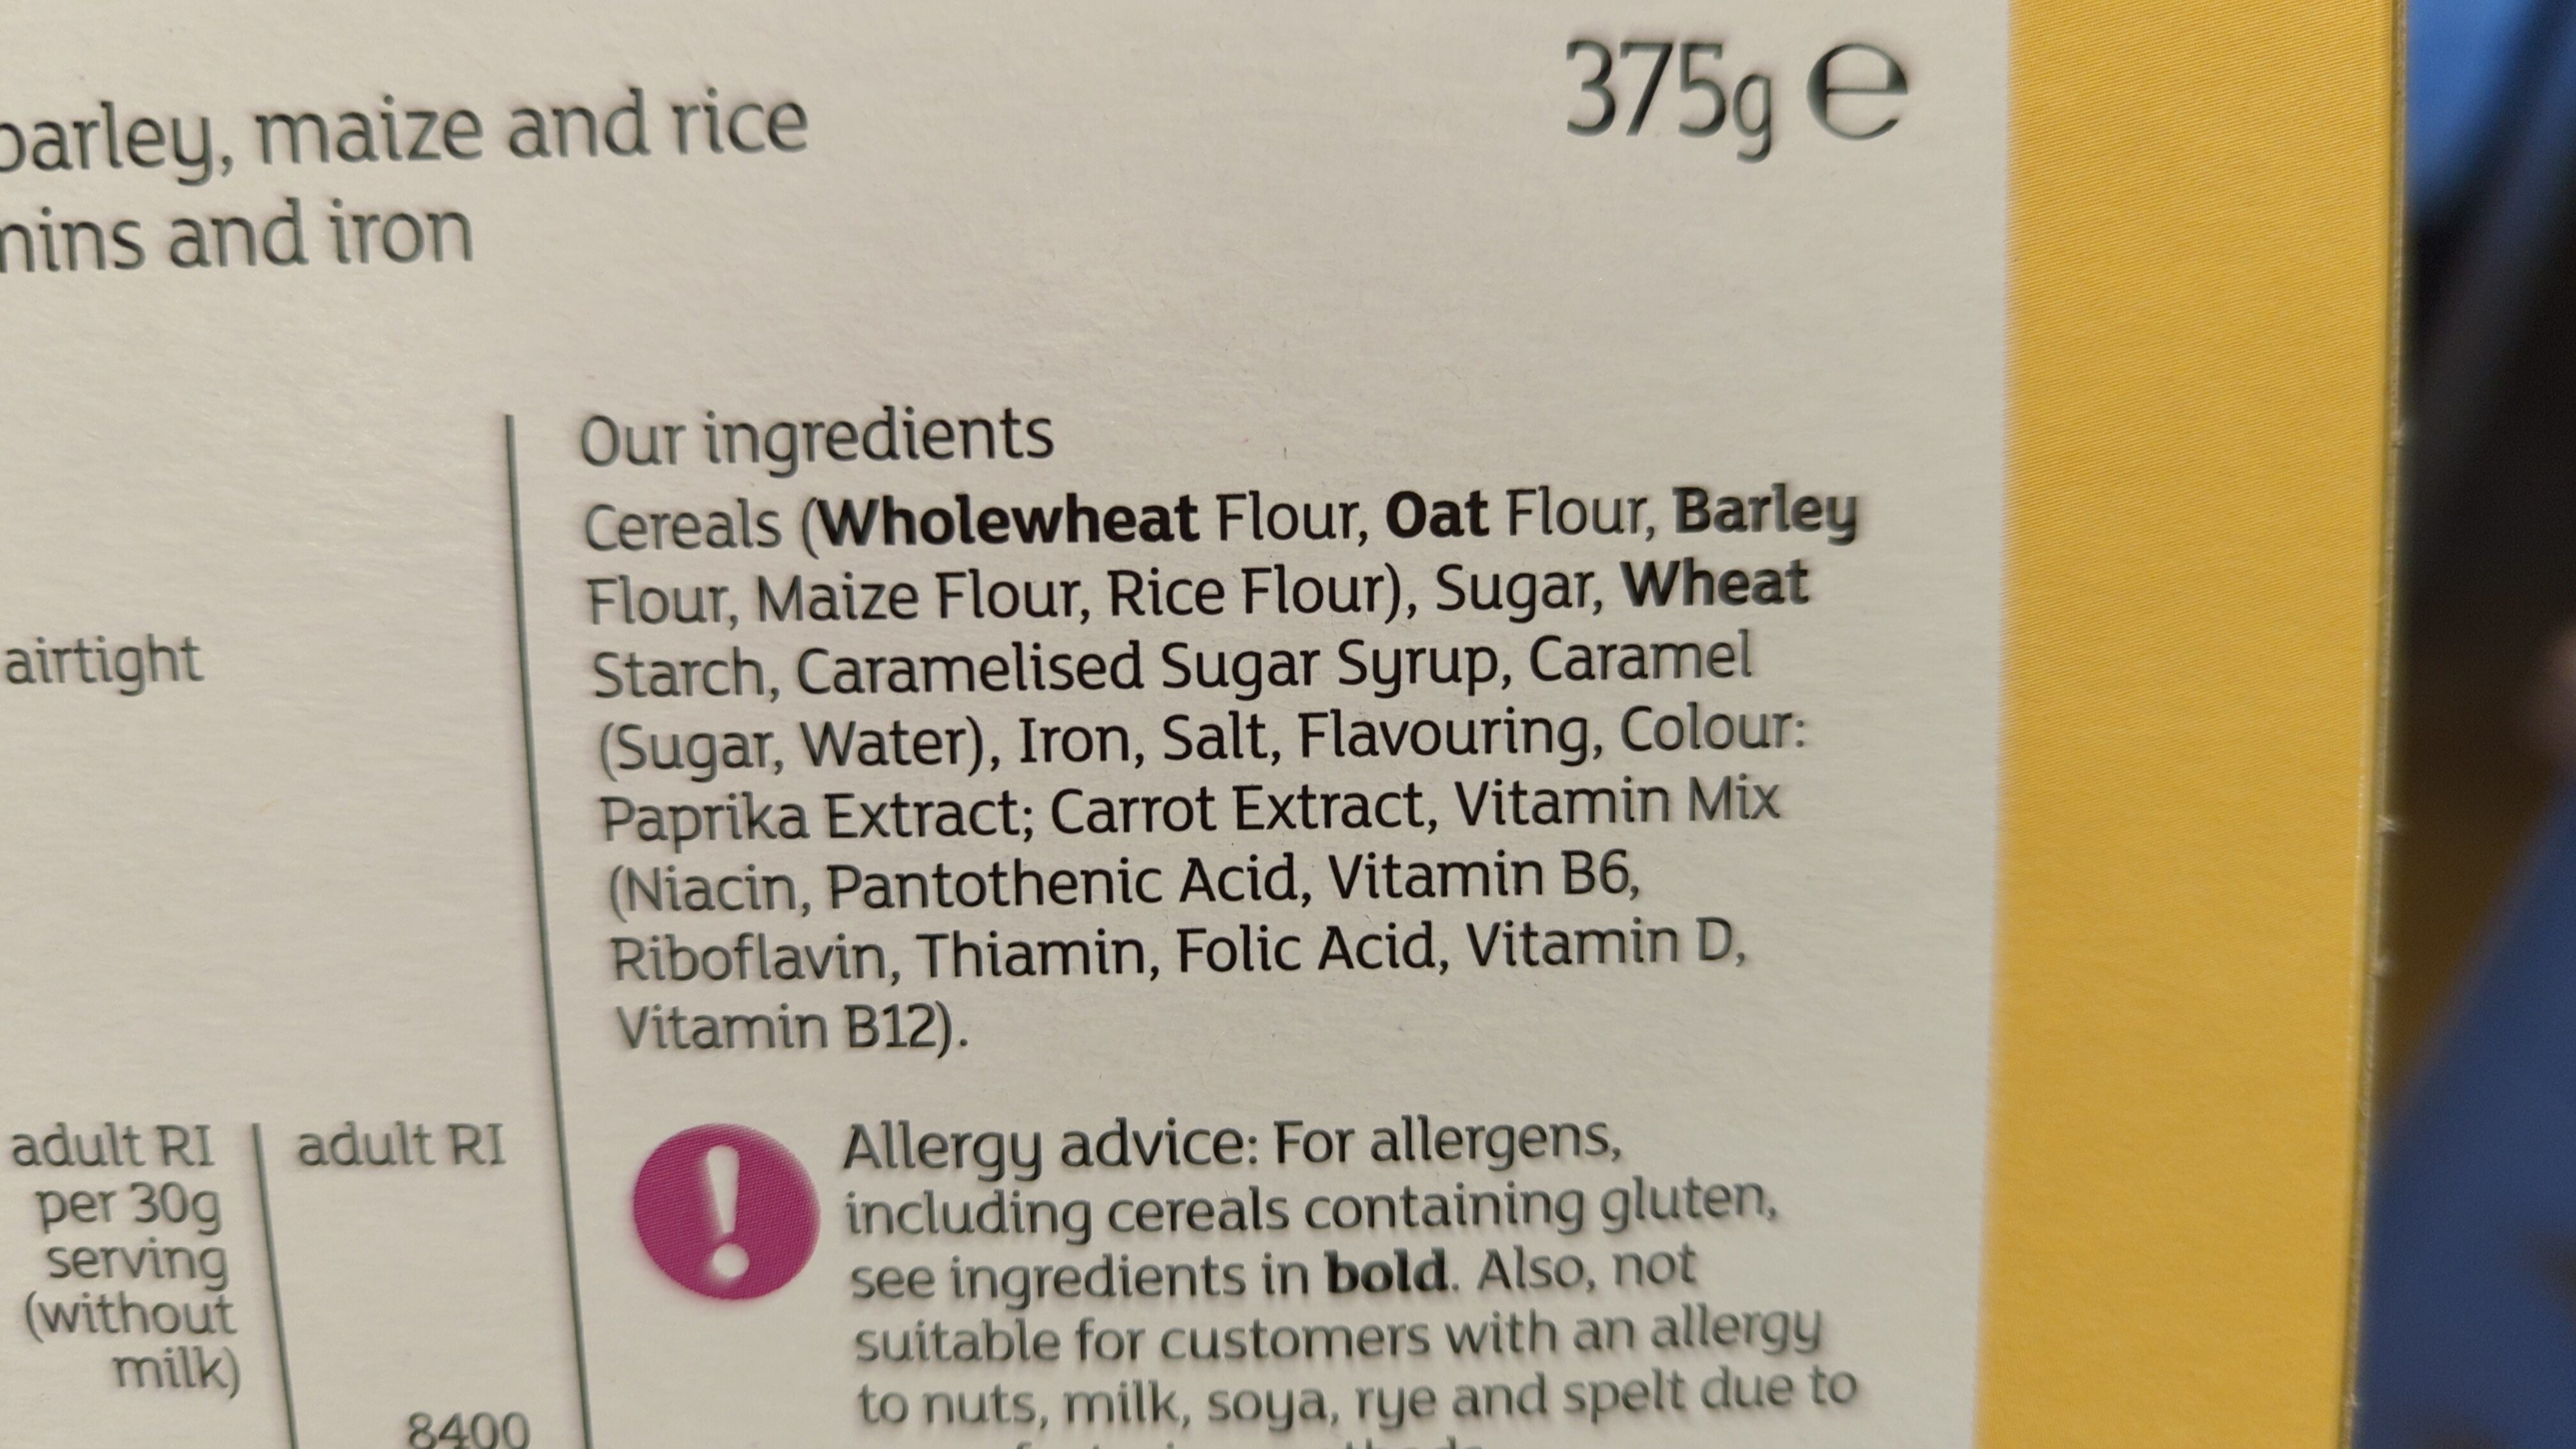 barley, maize and rice
375g e
and iron
Our ingredients
Cereals (Wholewheat Flour, Oat Flour, Barley
Flour, Maize Flour, Rice Flour), Sugar, Wheat
Starch, Caramelised Sugar Syrup, Caramel
(Sugar, Water), Iron, Salt, Flavouring, Colour:
Paprika Extract; Carrot Extract, Vitamin Mix
(Niacin, Pantothenic Acid, Vitamin B6,
Riboflavin, Thiamin, Folic Acid, Vitamin D,
Vitamin B12).
airtight
adult RI
per 30g
serving
(without
milk)
adult RI
8400
Allergy advice: For allergens,
including cereals containing gluten,
see ingredients in bold. Also, not
suitable for customers with an allergy
to nuts, milk, soya, rye and spelt due to